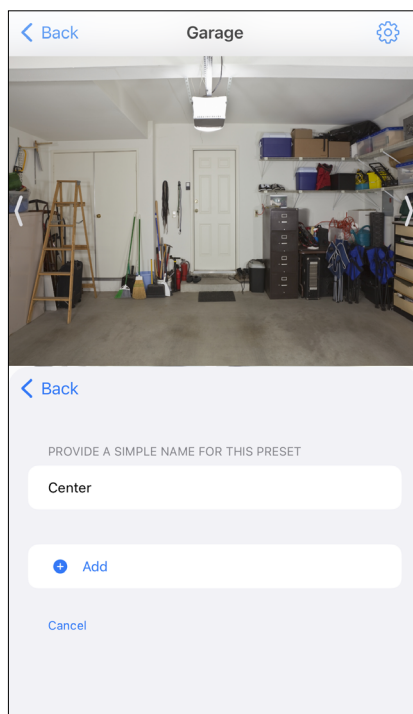 Back
Garage
Back
PROVIDE A SIMPLE NAME FOR THIS PRESET
Center
Add
Cancel